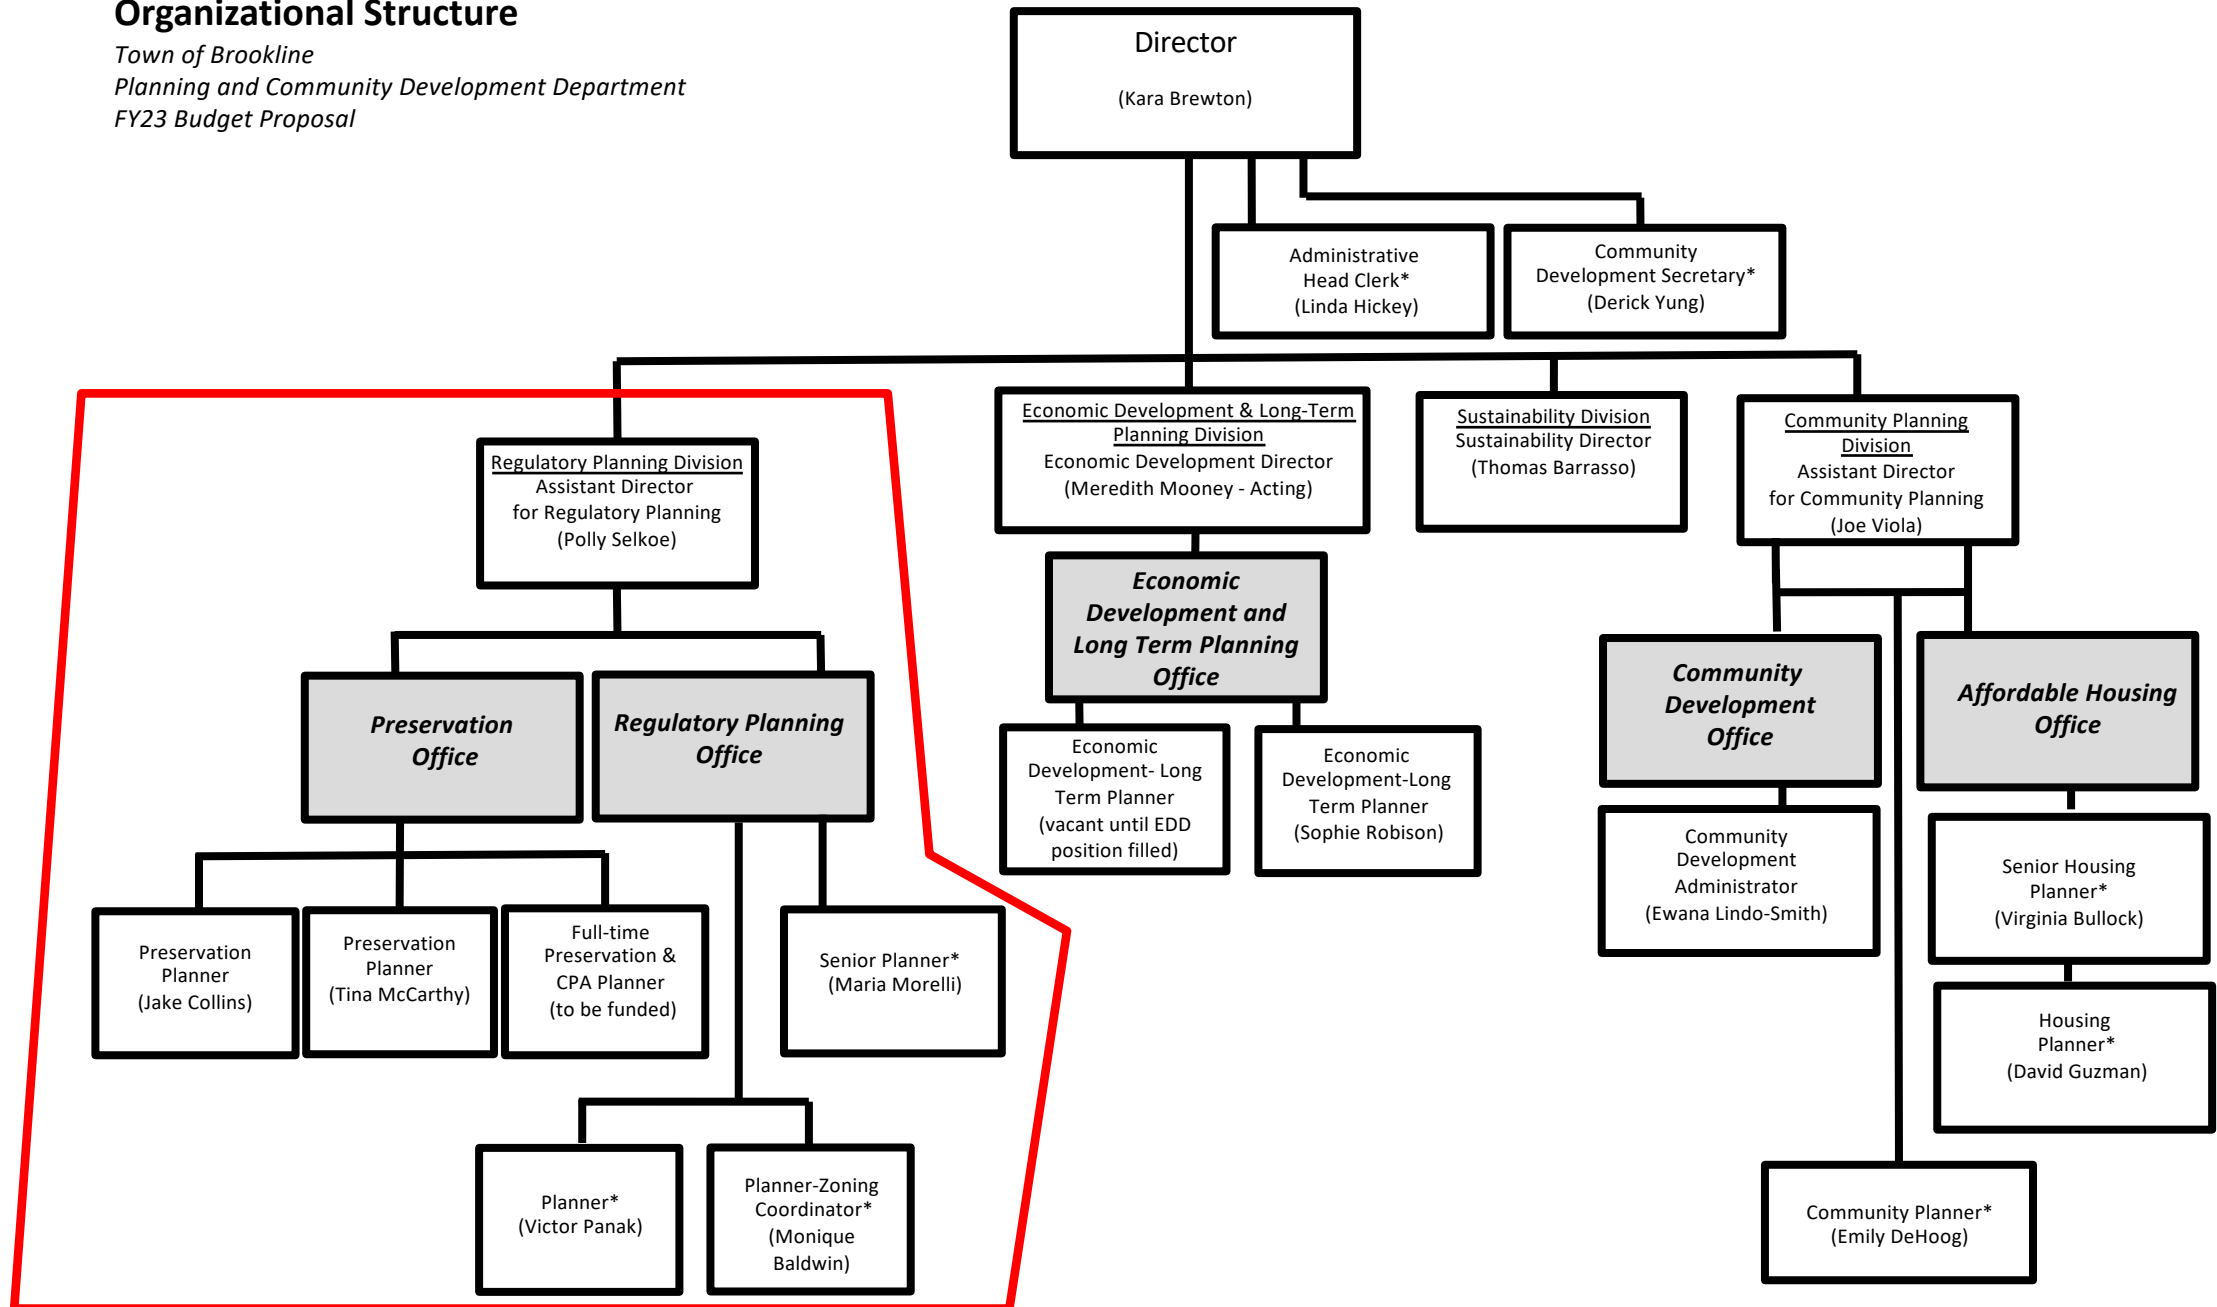 Organizational Structure
Town of Brookline
Planning and Community Development Department
FY23 Budget Proposal
Director
(Kara Brewton)
Administrative
Head Clerk*
(Linda Hickey)
Community
Development Secretary*
(Derick Yung)
Regulatory Planning Division
Assistant Director
for Regulatory Planning
(Polly Selkoe)
Economic Development & Long-Term
Planning Division
Economic Development Director
(Meredith Mooney - Acting)
Sustainability Division
Sustainability Director
(Thomas Barrasso)
Community Planning
Division
Assistant Director
for Community Planning
(Joe Viola)
Preservation
Office
Regulatory Planning
Office
Economic
Development and
Long Term Planning
Office
Community
Development
Office
Affordable Housing
Office
Economic
Development- Long
Term Planner
(vacant until EDD
position filled)
Economic
Development-Long
Term Planner
(Sophie Robison)
Community
Development
Administrator
(Ewana Lindo-Smith)
Senior Housing
Planner*
(Virginia Bullock)
Preservation
Planner
(Jake Collins)
Preservation
Planner
(Tina McCarthy)
Full-time
Preservation &
CPA Planner
(to be funded)
Senior Planner*
(Maria Morelli)
Housing
Planner*
(David Guzman)
Planner*
(Victor Panak)
Planner-Zoning
Coordinator*
(Monique
Baldwin)
Community Planner*
(Emily DeHoog)